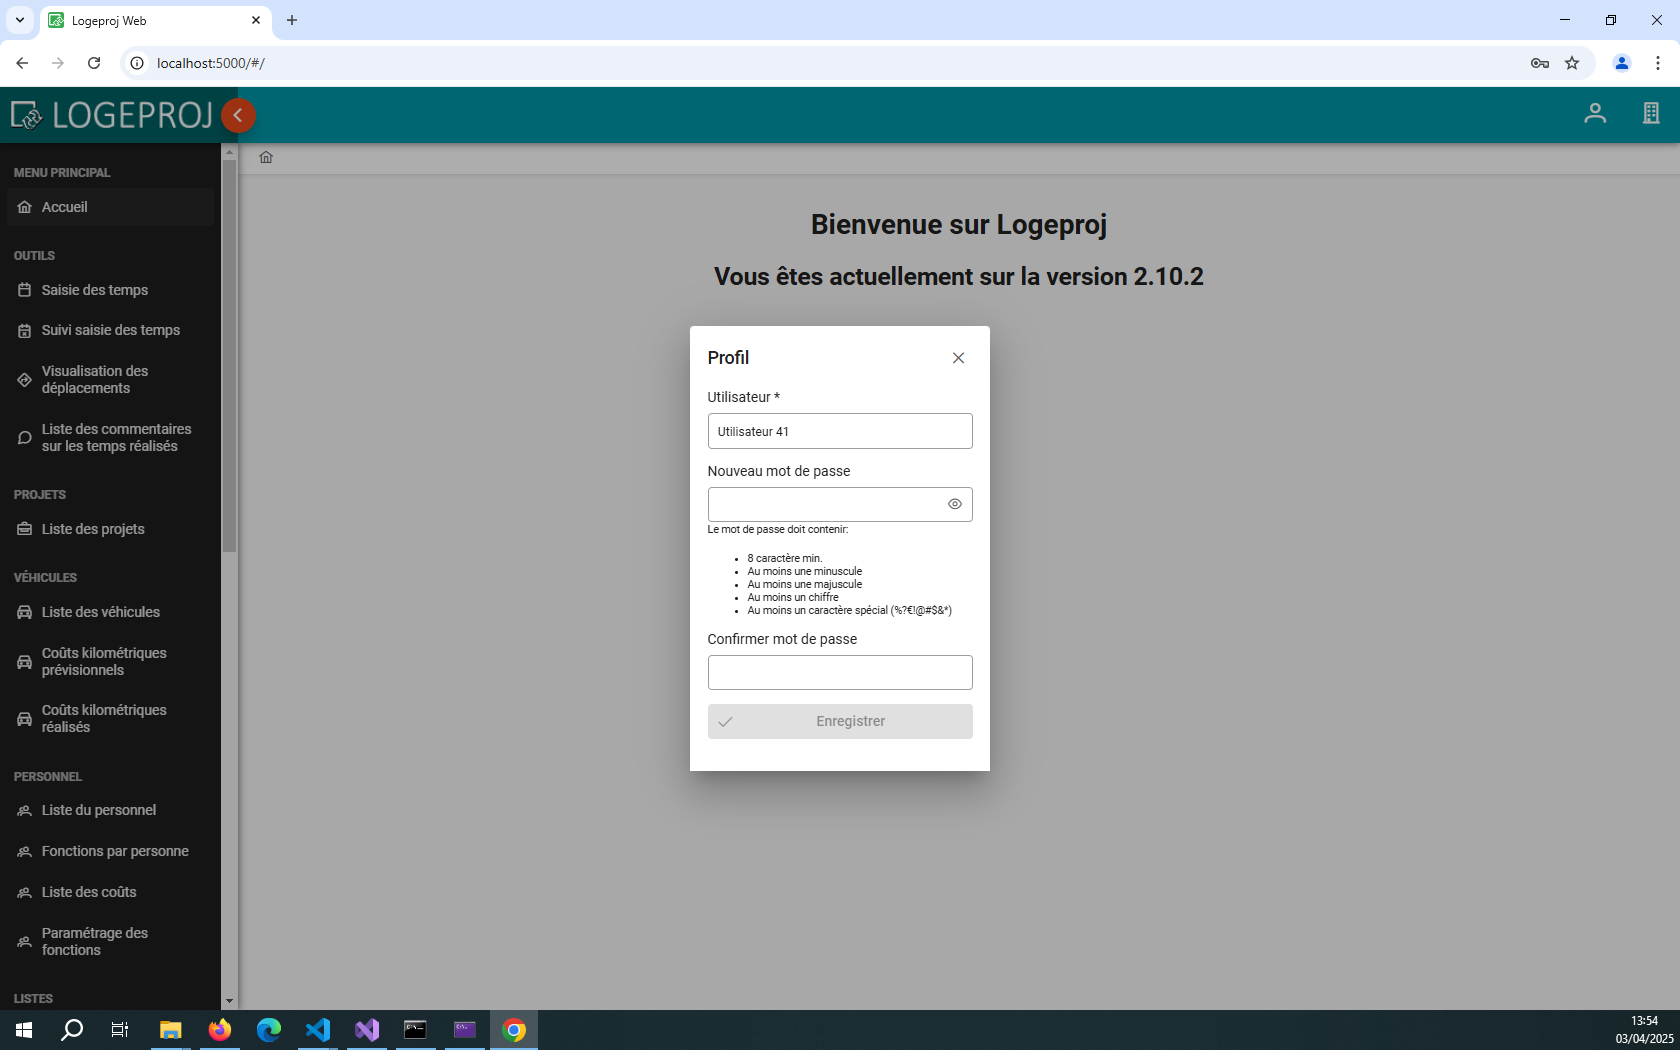 Logeproj Web
localhost:5000/#/
LOGEPROJ
MENU PRINCIPAL
Accueil
OUTILS
Saisie des temps
Suivi saisie des temps
Visualisation des
déplacements
Liste des commentaires
sur les temps réalisés
PROJETS
Liste des projets
VÉHICULES
Liste des véhicules
Coûts kilométriques
prévisionnels
Coûts kilométriques
réalisés
PERSONNEL
Liste du personnel
Fonctions par personne
Liste des coûts
Paramétrage des
fonctions
LISTES
Bienvenue sur Logeproj
Vous êtes actuellement sur la version 2.10.2
Profil
Utilisateur *
Utilisateur 41
Nouveau mot de passe
Le mot de passe doit contenir:
• 8 caractère min.
• Au moins une minuscule
• Au moins une majuscule
• Au moins un chiffre
• Au moins un caractère spécial (%?€!@#$&*)
Confirmer mot de passe
Enregistrer
13:54
03/04/2025